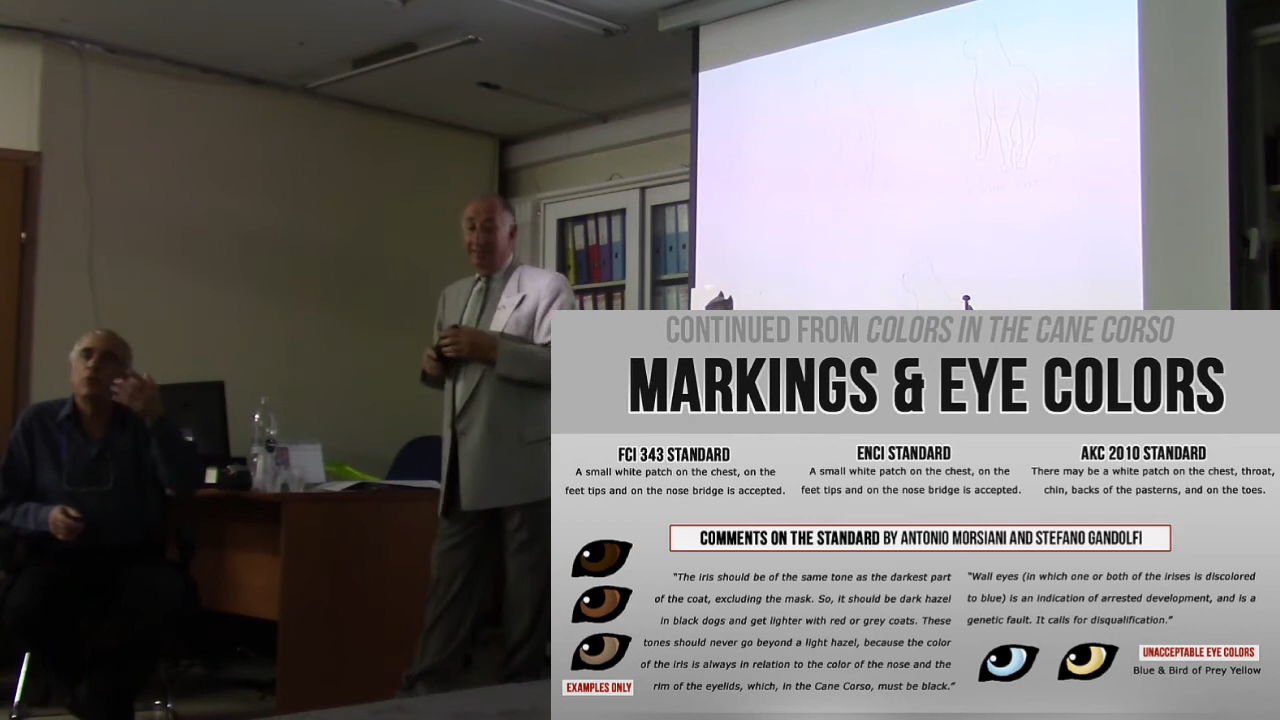 CONTINUED FROM COLORS IN THE CANE CORSO
MARKINGS & EYE COLORS
FCI 343 STANDARD
A small white patch on the chest, on the
feet tips and on the nose bridge is accepted.
ENCI STANDARD
A small white patch on the chest, on the
feet tips and on the nose bridge is accepted.
AKC 2010 STANDARD
There may be a white patch on the chest, throat,
chin, backs of the pasterns, and on the toes.
COMMENTS ON THE STANDARD BY ANTONIO MORSIANI AND STEFANO GANDOLFI
EXAMPLES ONLY
“The iris should be of the same tone as the darkest part
of the coat, excluding the mask. So, it should be dark hazel
in black dogs and get lighter with red or grey coats. These
tones should never go beyond a light hazel, because the color
of the iris is always in relation to the color of the nose and the
rim of the eyelids, which, in the Cane Corso, must be black.”
“Wall eyes (in which one or both of the irises is discolored
to blue) is an indication of arrested development, and is a
genetic fault. It calls for disqualification.”
UNACCEPTABLE EYE COLORS
Blue & Bird of Prey Yellow